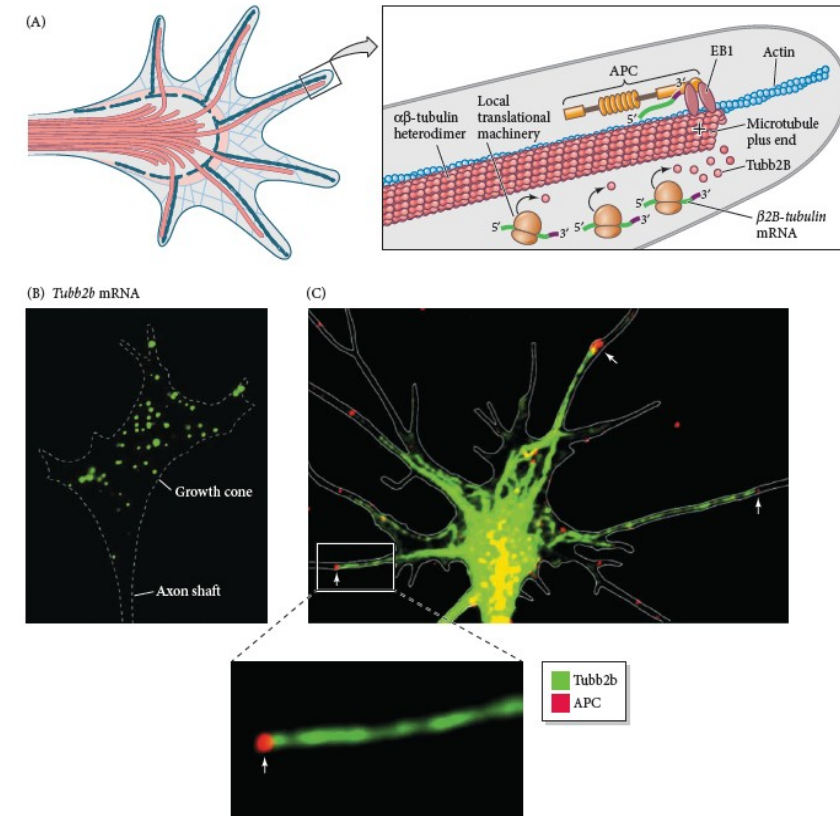 (A)
APC
3'
EB1
Actin
αβ-tubulin
heterodimer
Local
translational
machinery
5'
+
Microtubule
plus end
Tubb2B
5'
3'
5'
3'
5'
3'
β2B-tubulin
mRNA
(B) Tubb2b mRNA
Growth cone
Axon shaft
(C)
Tubb2b
APC